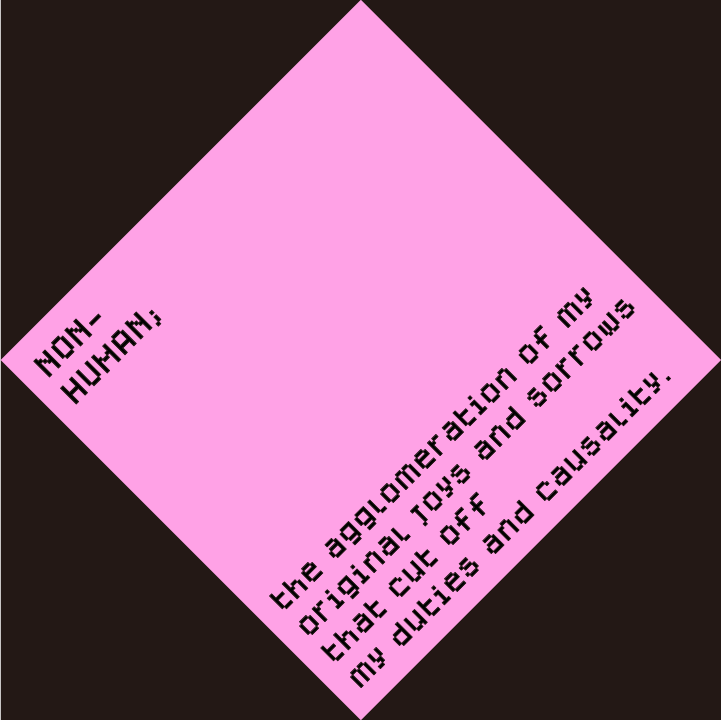 NON-
HUMAN;
the agglomeration of my
original joys and sorrows
that cut off
my duties and causality.